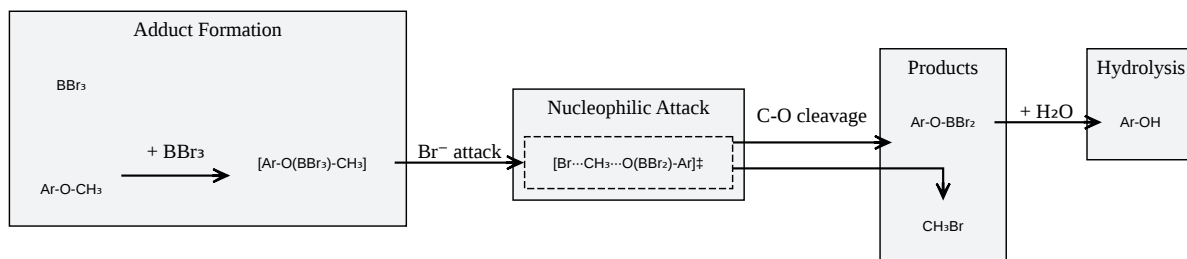 Adduct Formation
BBr₃
+ BBr₃
Ar-O-CH₃
[Ar-O(BBr₃)-CH₃]
Br⁻ attack
Nucleophilic Attack
[Br···CH₃···O(BBr₂)-Ar]‡
C-O cleavage
Products
Ar-O-BBr₂
CH₃Br
+ H₂O
Hydrolysis
Ar-OH